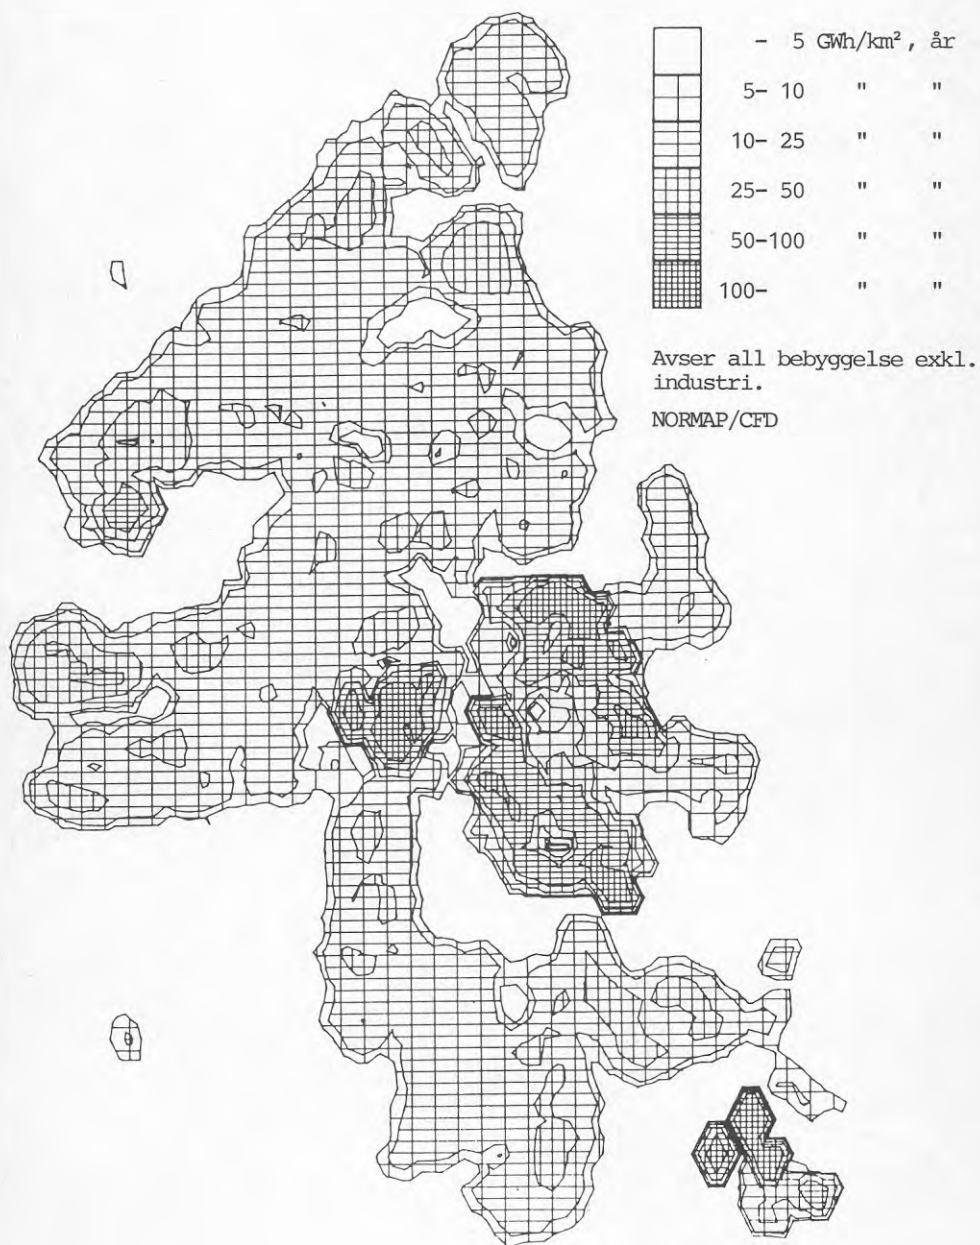 - 5 GWh/km², år
5- 10 " "
10- 25 " "
25- 50 " "
50-100 " "
100- " "
Avser all bebyggelse exkl.
industri.
NORMAP/CFD